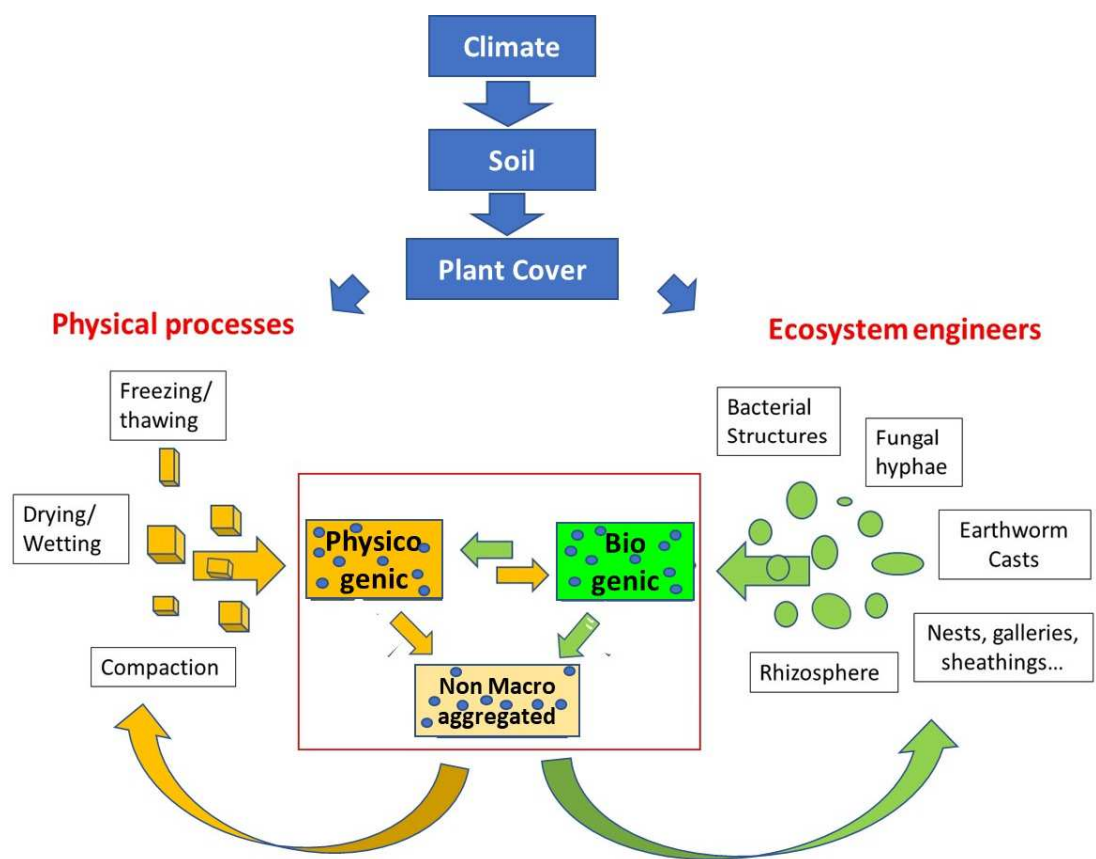 Climate
Soil
Plant Cover
Physical processes
Ecosystem engineers
Freezing/
thawing
Drying/
Wetting
Compaction
Physico
genic
Bio
genic
Non Macro
aggregated
Bacterial
Structures
Fungal
hyphae
Earthworm
Casts
Nests, galleries,
sheathings...
Rhizosphere